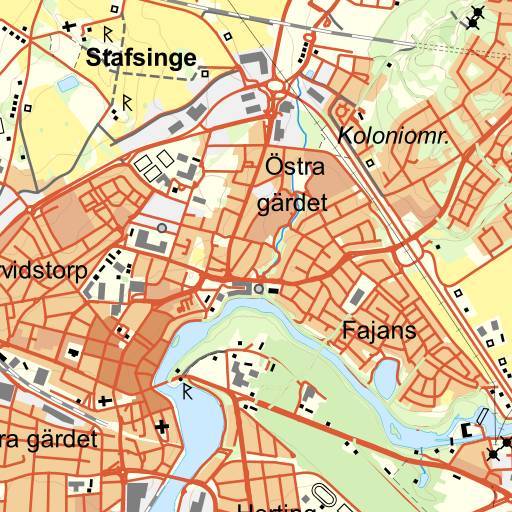 Stafsinge
Koloniomr.
Östra
gärdet
vidstorp
Fajans
ra gärdet
Herting